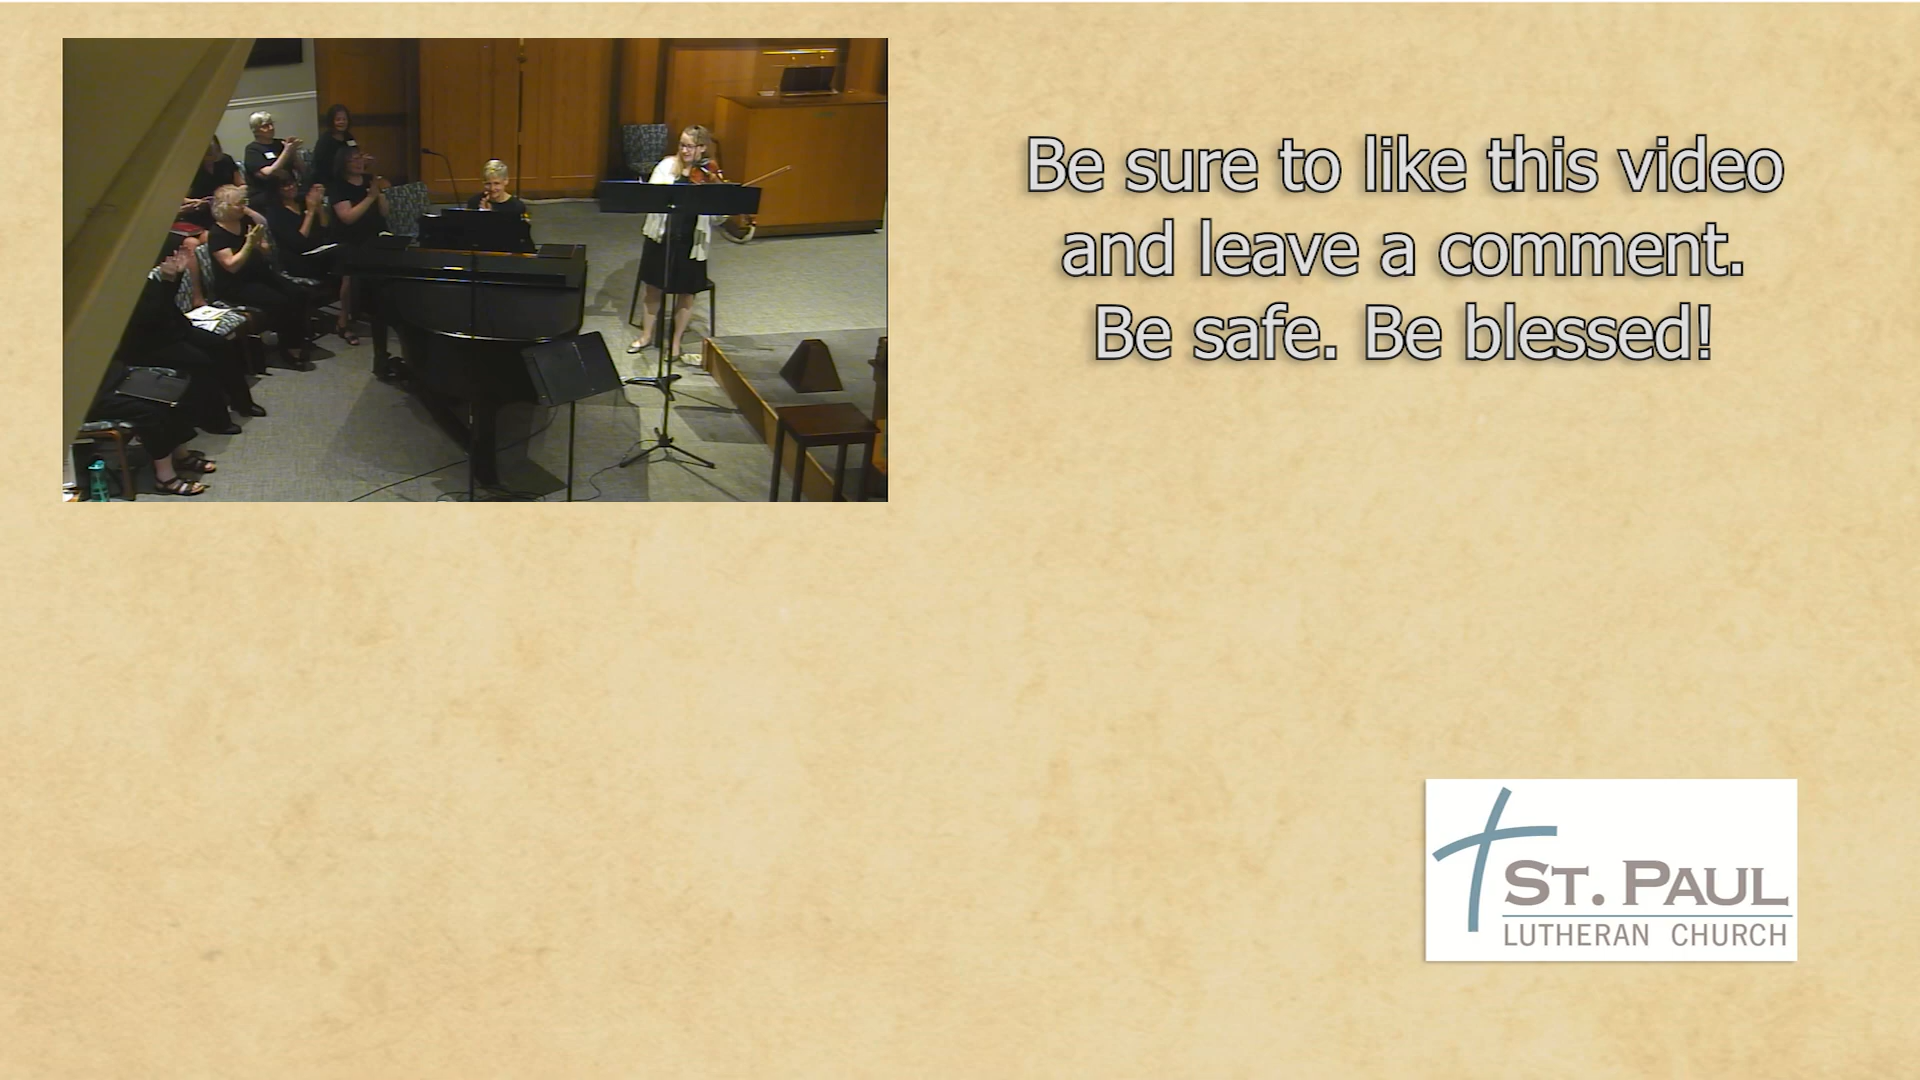 Be sure to like this video
and leave a comment.
Be safe. Be blessed!
ST. PAUL
LUTHERAN CHURCH